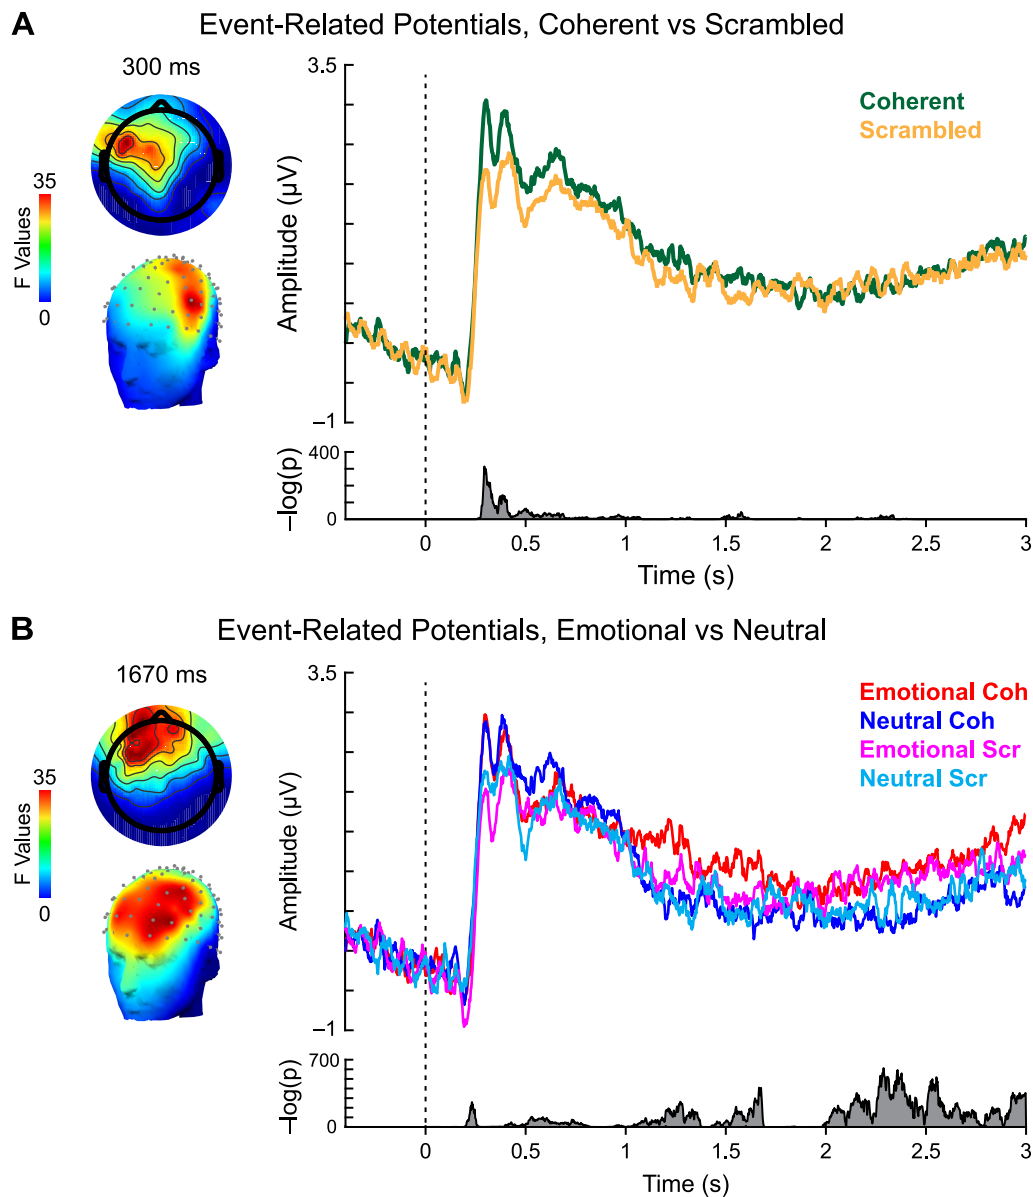 A
Event-Related Potentials, Coherent vs Scrambled
300 ms
35
F Values
0
3.5
Amplitude (µV)
−1
Coherent
Scrambled
400
−log(p)
0
0 0.5 1 1.5 2 2.5 3
Time (s)
B
Event-Related Potentials, Emotional vs Neutral
1670 ms
35
F Values
0
3.5
Amplitude (µV)
−1
Emotional Coh
Neutral Coh
Emotional Scr
Neutral Scr
700
−log(p)
0
0 0.5 1 1.5 2 2.5 3
Time (s)